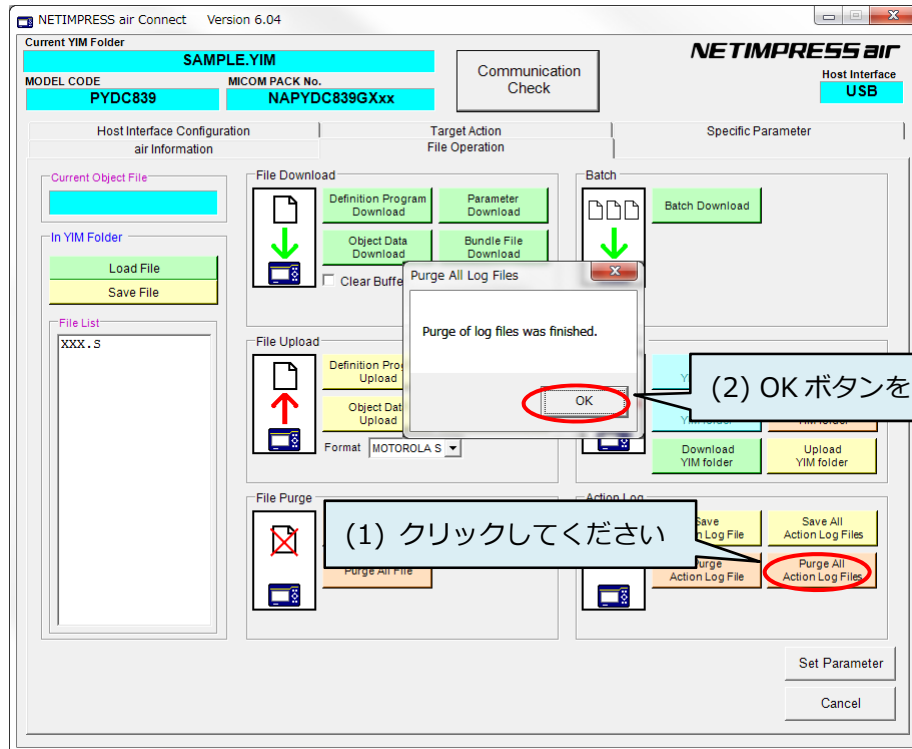 NETIMPRESS air Connect Version 6.04
Current YIM Folder
SAMPLE.YIM
MODEL CODE
MICOM PACK No.
PYDC839
NAPYDC839GXxx
Communication
Check
NETIMPRESS air
Host Interface
USB
Host Interface Configuration
Target Action
Specific Parameter
air Information
File Operation
Current Object File
In YIM Folder
Load File
Save File
File List
XXX.S
File Download
Definition Program
Download
Parameter
Download
Object Data
Download
Bundle File
Download
Clear Buffe
Batch
Batch Download
Purge All Log Files
Purge of log files was finished.
OK
(2) OK ボタンを
File Upload
Definition Pro
Upload
Object Dat
Upload
Format MOTOROLA S
Download
YIM folder
Upload
YIM folder
File Purge
Purge All File
(1) クリックしてください
Action Log
Save
n Log File
Save All
Action Log Files
Purge
Action Log File
Purge All
Action Log Files
Set Parameter
Cancel